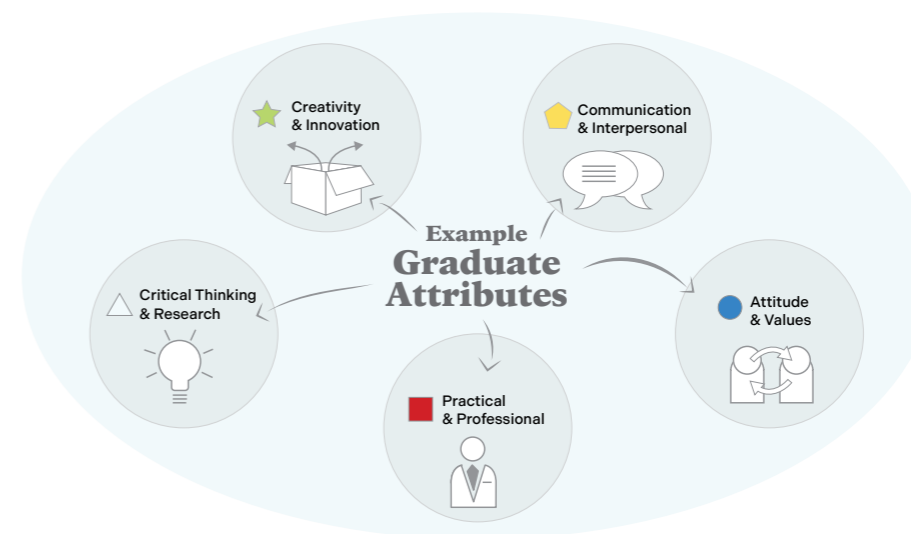 Creativity
& Innovation
Communication
& Interpersonal
Example
Graduate
Attributes
Critical Thinking
& Research
Attitude
& Values
Practical
& Professional